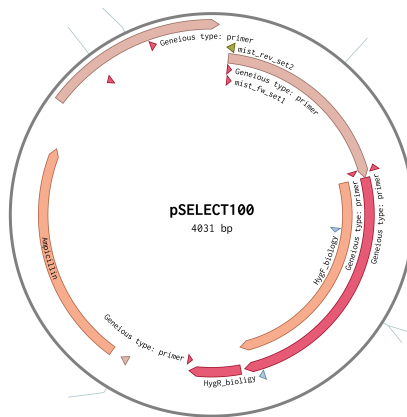 Geneious type: primer
mist_rev_set2
Geneious type: primer
mist_fw_set1
pSELECT100
4031 bp
Geneious type: primer
Geneious type: primer
HygF_biology
Ampicillin
Geneious type: primer
HygR_bioligy